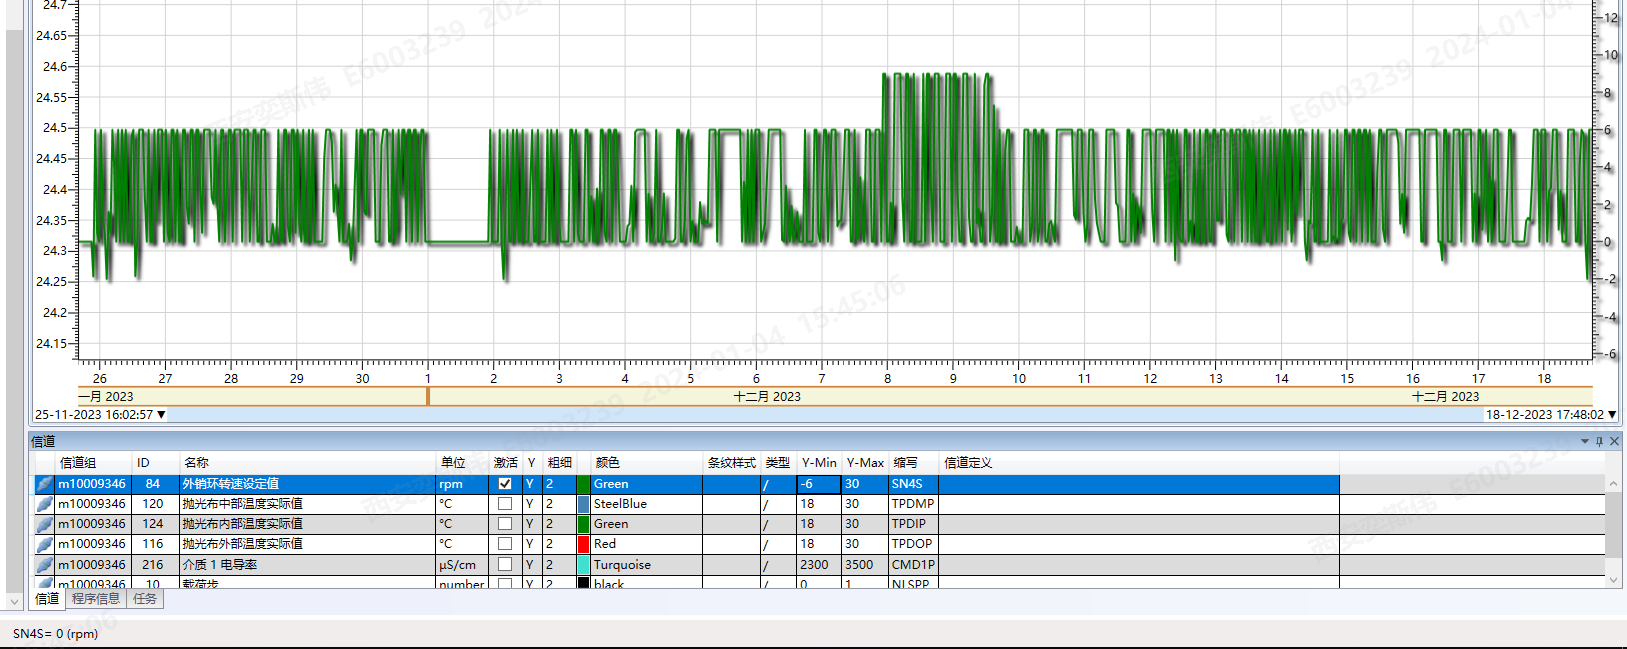 24.7
24.65
24.6
24.55
24.5
24.45
24.4
24.35
24.3
24.25
24.2
24.15
12
10
8
6
4
2
0
-2
-4
-6
26 27 28 29 30 1 2 3 4 5 6 7 8 9 10 11 12 13 14 15 16 17 18
一月 2023 十二月 2023 十二月 2023
25-11-2023 16:02:57 ▼ 18-12-2023 17:48:02 ▼
信道
信道组 ID 名称 单位 激活 Y 粗细 颜色 条纹样式 类型 Y-Min Y-Max 缩写 信道定义
m10009346 84 外销环转速设定值 rpm Y 2 Green / -6 30 SN4S
m10009346 120 抛光布中部温度实际值 °C Y 2 SteelBlue / 18 30 TPDMP
m10009346 124 抛光布内部温度实际值 °C Y 2 Green / 18 30 TPDIP
m10009346 116 抛光布外部温度实际值 °C Y 2 Red / 18 30 TPDOP
m10009346 216 介质 1 电导率 µS/cm Y 2 Turquoise / 2300 3500 CMD1P
m10009346 10 载荷步 number Y 2 black / 0 1 NLSPP
信道 程序信息 任务
SN4S= 0 (rpm)
西安奕斯伟 E6003239 2024-01-04 15:45:06